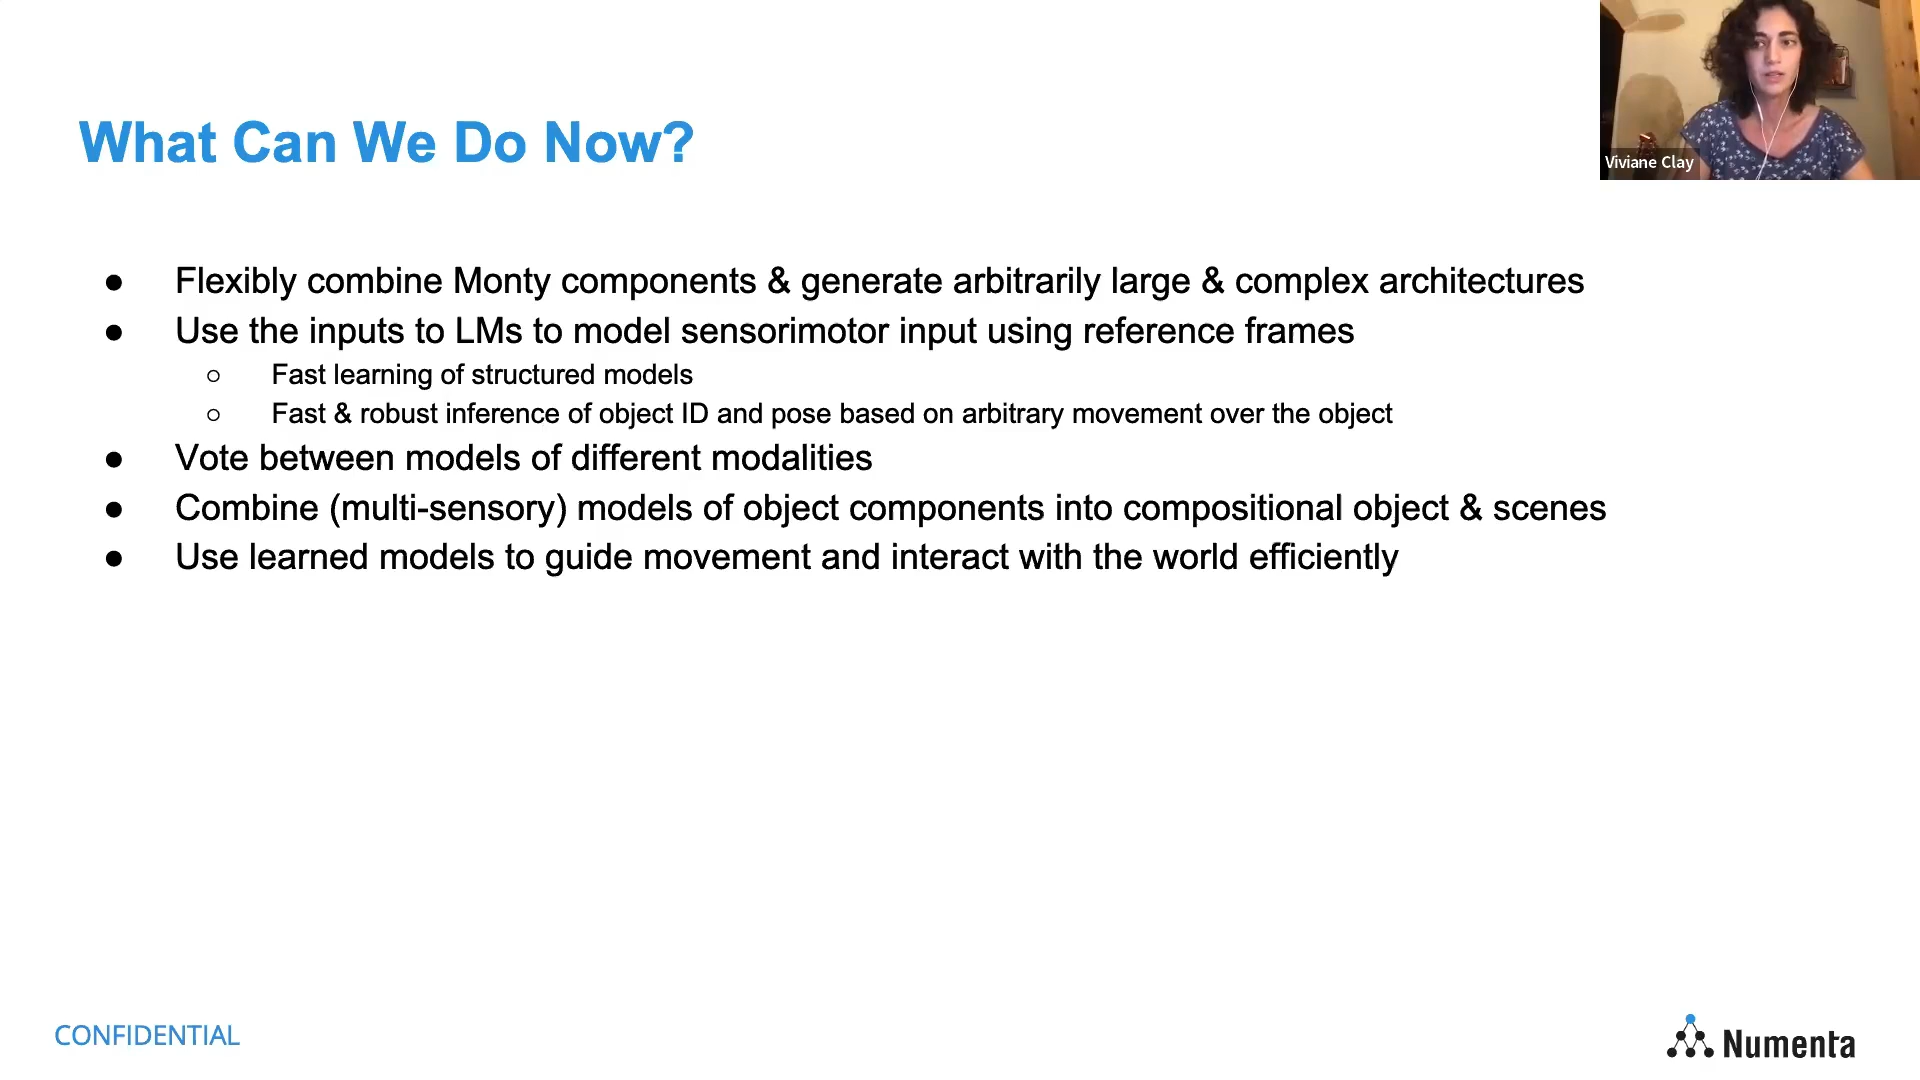 What Can We Do Now?
Viviane Clay
● Flexibly combine Monty components & generate arbitrarily large & complex architectures
● Use the inputs to LMs to model sensorimotor input using reference frames
○ Fast learning of structured models
○ Fast & robust inference of object ID and pose based on arbitrary movement over the object
● Vote between models of different modalities
● Combine (multi-sensory) models of object components into compositional object & scenes
● Use learned models to guide movement and interact with the world efficiently
CONFIDENTIAL
Numenta